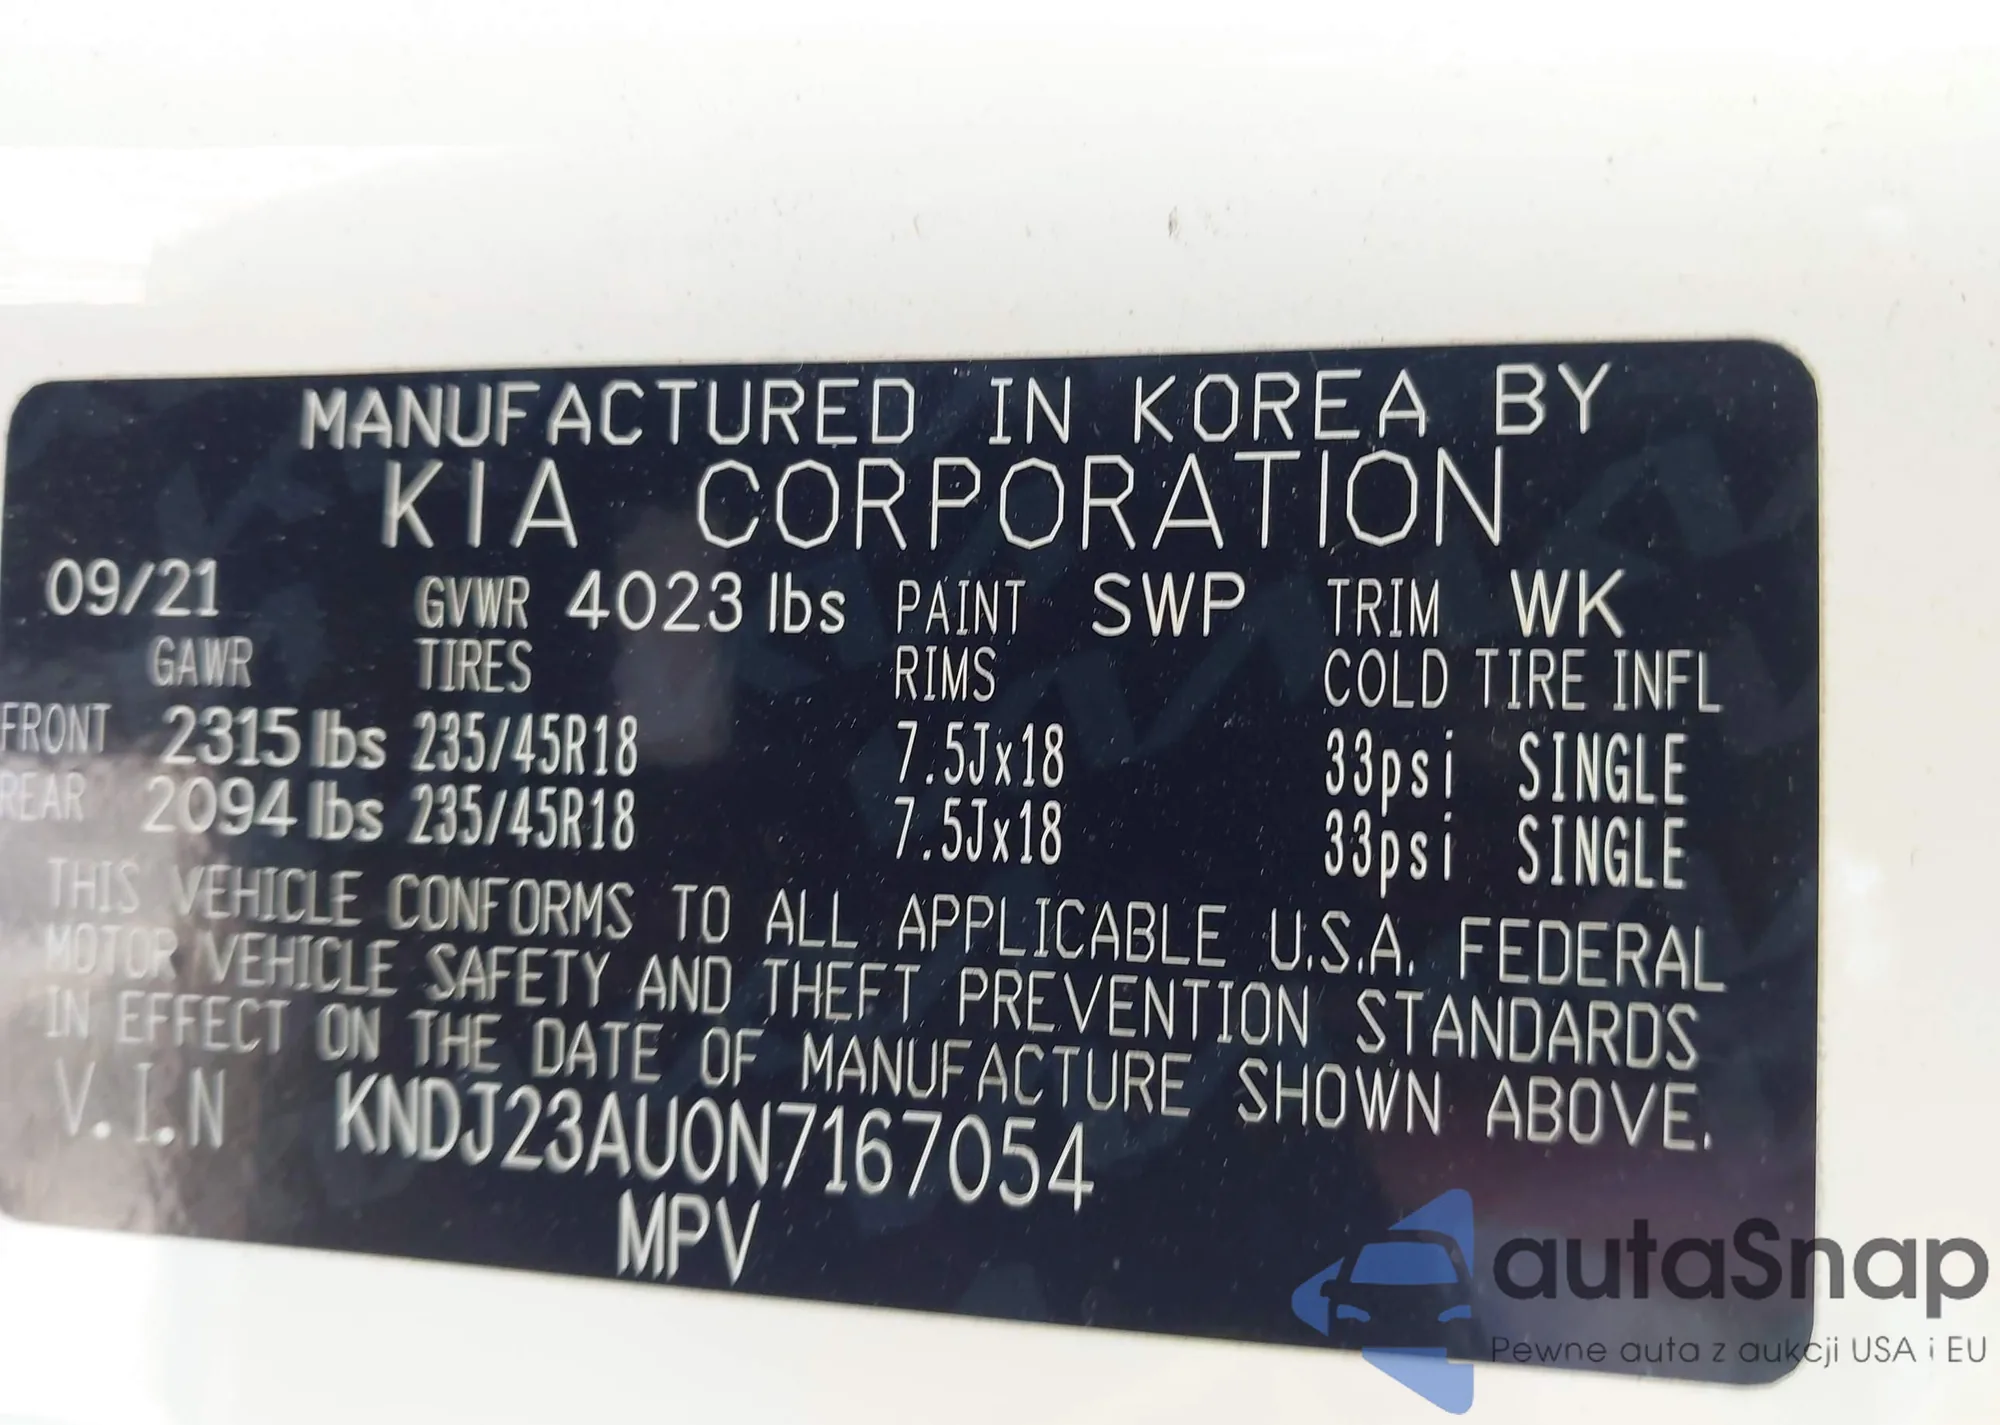 MANUFACTURED IN KOREA BY
KIA CORPORATION
09/21 GVWR 4023 lbs PAINT SWP TRIM WK
GAWR TIRES RIMS COLD TIRE INFL
FRONT 2315 lbs 235/45R18 7.5Jx18 33psi SINGLE
REAR 2094 lbs 235/45R18 7.5Jx18 33psi SINGLE
THIS VEHICLE CONFORMS TO ALL APPLICABLE U.S.A. FEDERAL
MOTOR VEHICLE SAFETY AND THEFT PREVENTION STANDARDS
IN EFFECT ON THE DATE OF MANUFACTURE SHOWN ABOVE.
V.I.N KNDJ23AU0N7167054
MPV
autaSnap
Pewne auta z aukcji USA i EU